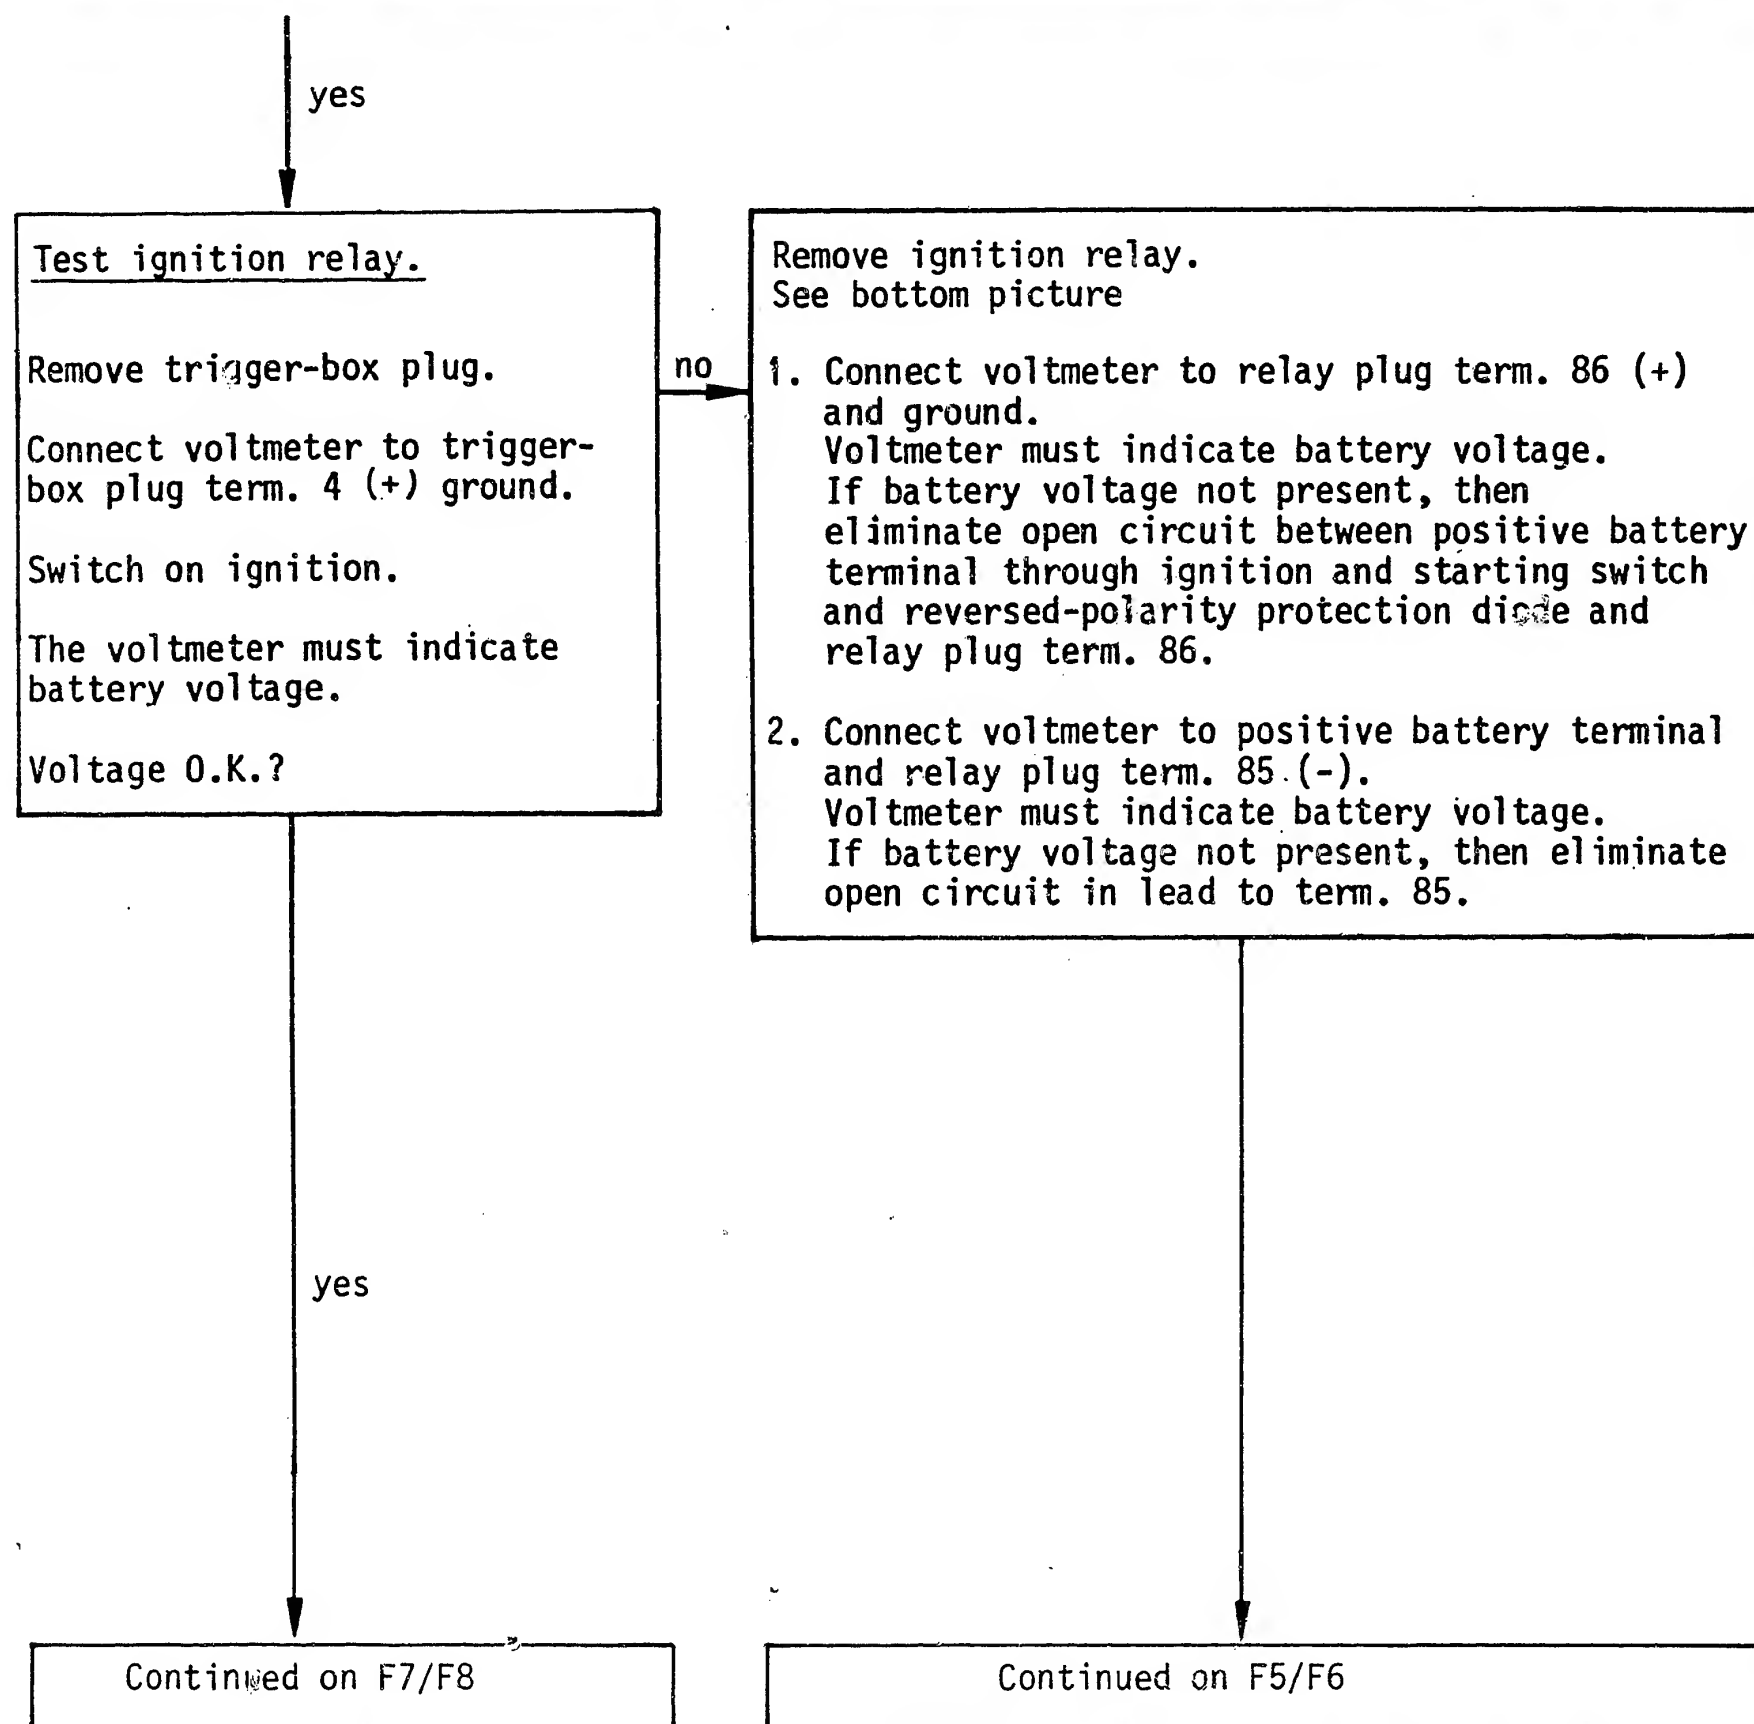 yes
Test ignition relay.
Remove trigger-box plug.
Connect voltmeter to trigger-
box plug term. 4 (+) ground.
Switch on ignition.
The voltmeter must indicate
battery voltage.
Voltage O.K.?
no
Remove ignition relay.
See bottom picture
1. Connect voltmeter to relay plug term. 86 (+)
and ground.
Voltmeter must indicate battery voltage.
If battery voltage not present, then
eliminate open circuit between positive battery
terminal through ignition and starting switch
and reversed-polarity protection diode and
relay plug term. 86.
2. Connect voltmeter to positive battery terminal
and relay plug term. 85 (-).
Voltmeter must indicate battery voltage.
If battery voltage not present, then eliminate
open circuit in lead to term. 85.
yes
Continued on F7/F8
Continued on F5/F6